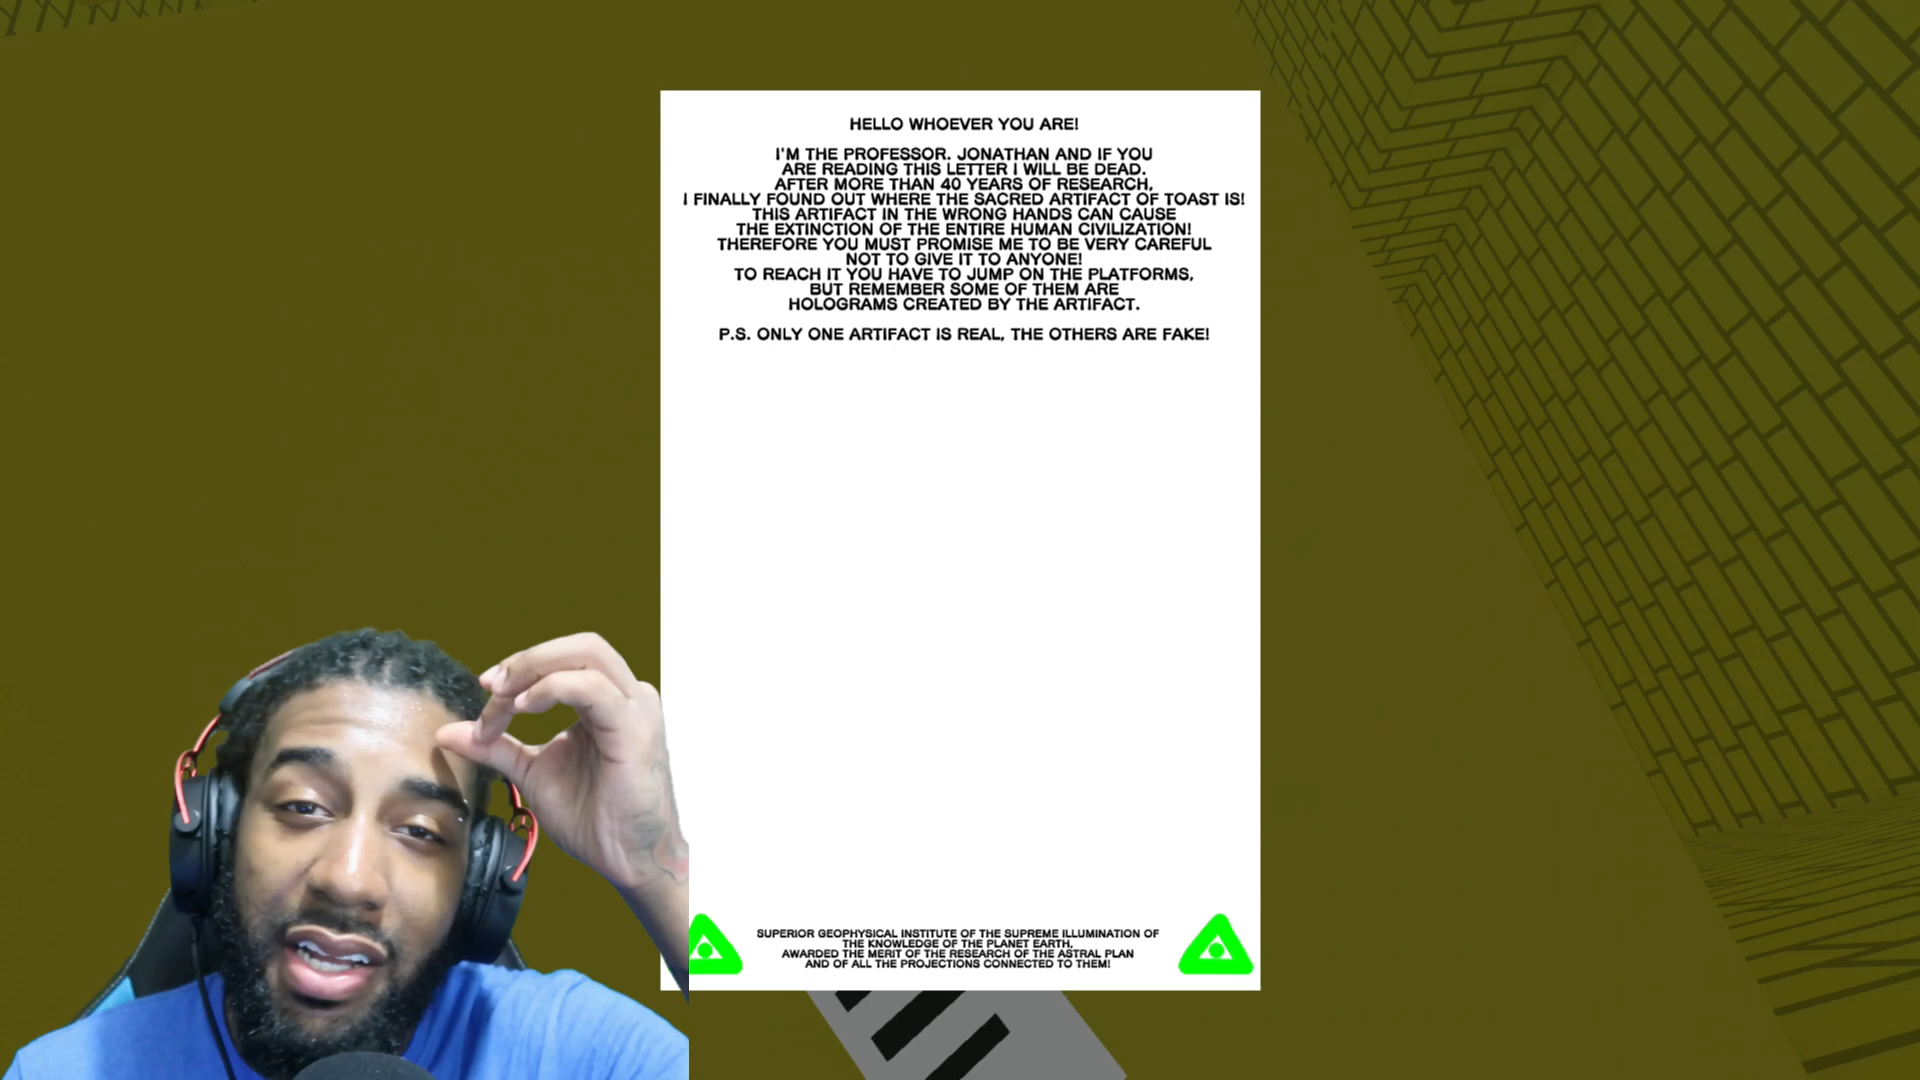 HELLO WHOEVER YOU ARE!
I'M THE PROFESSOR. JONATHAN AND IF YOU
ARE READING THIS LETTER I WILL BE DEAD.
AFTER MORE THAN 40 YEARS OF RESEARCH,
I FINALLY FOUND OUT WHERE THE SACRED ARTIFACT OF TOAST IS!
THIS ARTIFACT IN THE WRONG HANDS CAN CAUSE
THE EXTINCTION OF THE ENTIRE HUMAN CIVILIZATION!
THEREFORE YOU MUST PROMISE ME TO BE VERY CAREFUL
NOT TO GIVE IT TO ANYONE!
TO REACH IT YOU HAVE TO JUMP ON THE PLATFORMS,
BUT REMEMBER SOME OF THEM ARE
HOLOGRAMS CREATED BY THE ARTIFACT.
P.S. ONLY ONE ARTIFACT IS REAL, THE OTHERS ARE FAKE!
SUPERIOR GEOPHYSICAL INSTITUTE OF THE SUPREME ILLUMINATION OF
THE KNOWLEDGE OF THE PLANET EARTH,
AWARDED THE MERIT OF THE RESEARCH OF THE ASTRAL PLAN
AND OF ALL THE PROJECTIONS CONNECTED TO THEM!